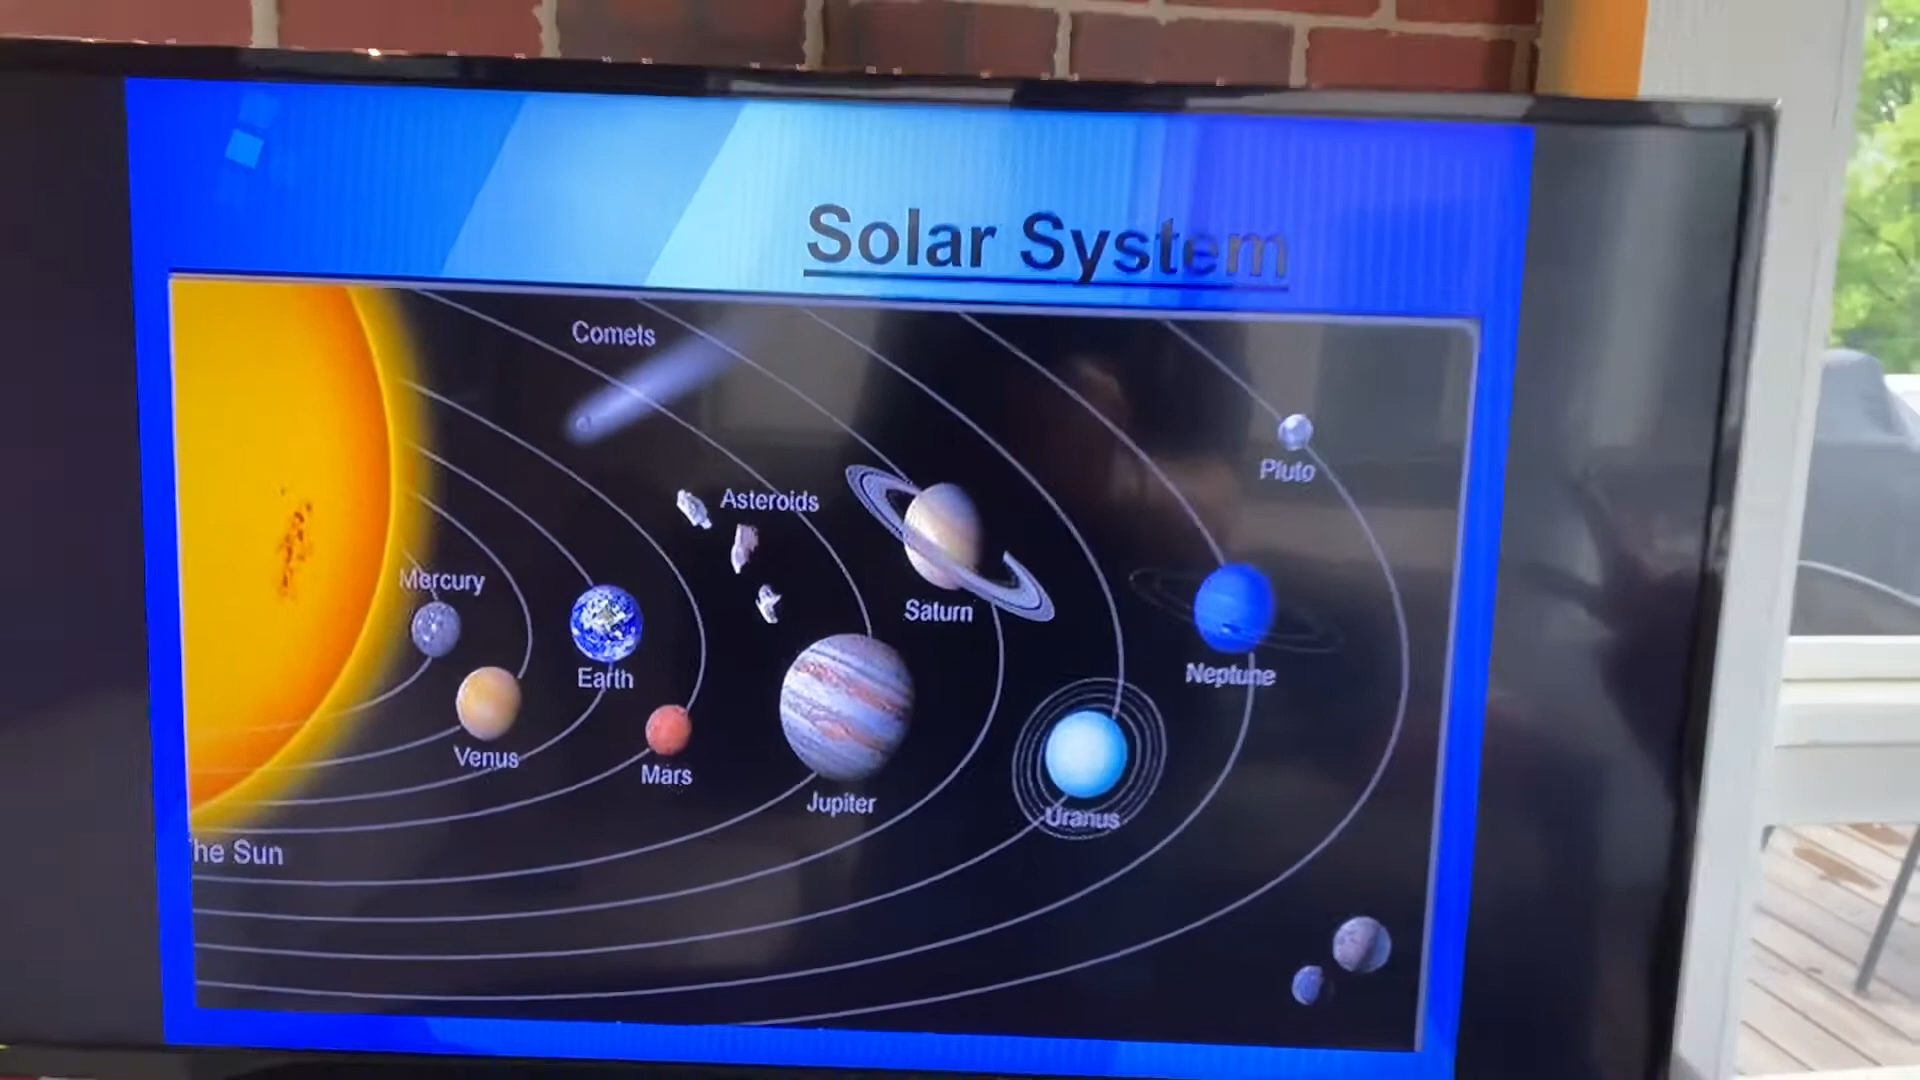 Solar System
Comets
Asteroids
Pluto
Mercury
Saturn
Earth
Neptune
Venus
Mars
Jupiter
Uranus
he Sun